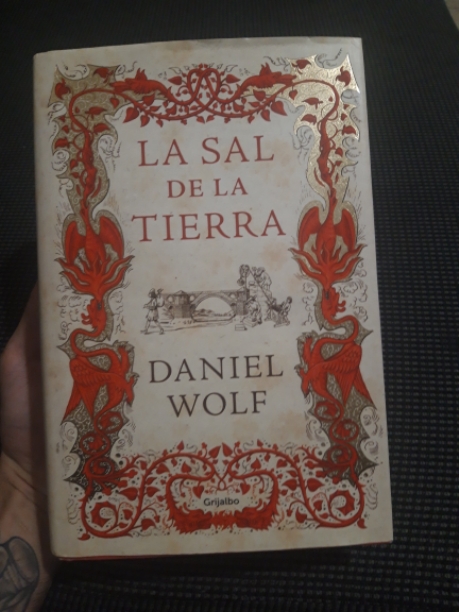 LA SAL
DE LA
TIERRA
DANIEL
WOLF
Grijalbo